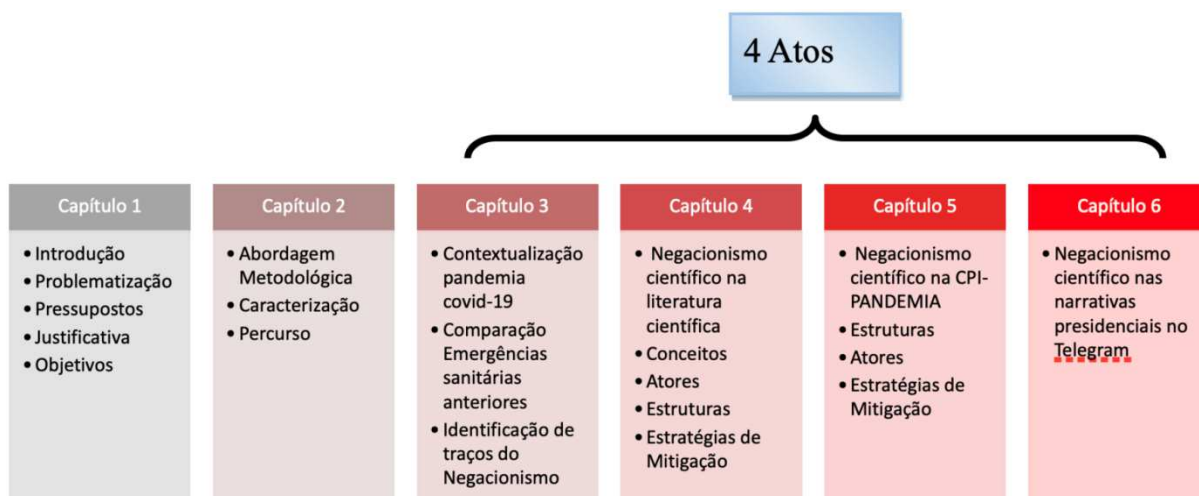 4 Atos
Capítulo 1
• Introdução
• Problematização
• Pressupostos
• Justificativa
• Objetivos
Capítulo 2
• Abordagem
Metodológica
• Caracterização
• Percurso
Capítulo 3
• Contextualização
pandemia
covid-19
• Comparação
Emergências
sanitárias
anteriores
• Identificação de
traços do
Negacionismo
Capítulo 4
• Negacionismo
científico na
literatura
científica
• Conceitos
• Atores
• Estruturas
• Estratégias de
Mitigação
Capítulo 5
• Negacionismo
científico na CPI-
PANDEMIA
• Estruturas
• Atores
• Estratégias de
Mitigação
Capítulo 6
• Negacionismo
científico nas
narrativas
presidenciais no
Telegram